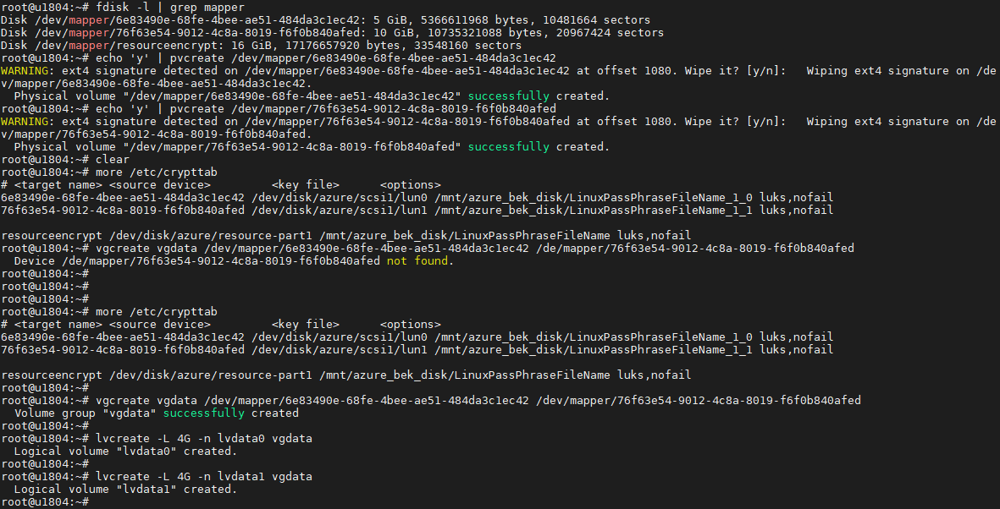 root@u1804:~# fdisk -l | grep mapper
Disk /dev/mapper/6e83490e-68fe-4bee-ae51-484da3c1ec42: 5 GiB, 5366611968 bytes, 10481664 sectors
Disk /dev/mapper/76f63e54-9012-4c8a-8019-f6f0b840afed: 10 GiB, 10735321088 bytes, 20967424 sectors
Disk /dev/mapper/resourceencrypt: 16 GiB, 17176657920 bytes, 33548160 sectors
root@u1804:~# echo 'y' | pvcreate /dev/mapper/6e83490e-68fe-4bee-ae51-484da3c1ec42
WARNING: ext4 signature detected on /dev/mapper/6e83490e-68fe-4bee-ae51-484da3c1ec42 at offset 1080. Wipe it? [y/n]:   Wiping ext4 signature on /de
v/mapper/6e83490e-68fe-4bee-ae51-484da3c1ec42.
  Physical volume "/dev/mapper/6e83490e-68fe-4bee-ae51-484da3c1ec42" successfully created.
root@u1804:~# echo 'y' | pvcreate /dev/mapper/76f63e54-9012-4c8a-8019-f6f0b840afed
WARNING: ext4 signature detected on /dev/mapper/76f63e54-9012-4c8a-8019-f6f0b840afed at offset 1080. Wipe it? [y/n]:   Wiping ext4 signature on /de
v/mapper/76f63e54-9012-4c8a-8019-f6f0b840afed.
  Physical volume "/dev/mapper/76f63e54-9012-4c8a-8019-f6f0b840afed" successfully created.
root@u1804:~# clear
root@u1804:~# more /etc/crypttab
# <target name> <source device>         <key file>      <options>
6e83490e-68fe-4bee-ae51-484da3c1ec42 /dev/disk/azure/scsi1/lun0 /mnt/azure_bek_disk/LinuxPassPhraseFileName_1_0 luks,nofail
76f63e54-9012-4c8a-8019-f6f0b840afed /dev/disk/azure/scsi1/lun1 /mnt/azure_bek_disk/LinuxPassPhraseFileName_1_1 luks,nofail

resourceencrypt /dev/disk/azure/resource-part1 /mnt/azure_bek_disk/LinuxPassPhraseFileName luks,nofail
root@u1804:~# vgcreate vgdata /dev/mapper/6e83490e-68fe-4bee-ae51-484da3c1ec42 /de/mapper/76f63e54-9012-4c8a-8019-f6f0b840afed
  Device /de/mapper/76f63e54-9012-4c8a-8019-f6f0b840afed not found.
root@u1804:~#
root@u1804:~#
root@u1804:~#
root@u1804:~# more /etc/crypttab
# <target name> <source device>         <key file>      <options>
6e83490e-68fe-4bee-ae51-484da3c1ec42 /dev/disk/azure/scsi1/lun0 /mnt/azure_bek_disk/LinuxPassPhraseFileName_1_0 luks,nofail
76f63e54-9012-4c8a-8019-f6f0b840afed /dev/disk/azure/scsi1/lun1 /mnt/azure_bek_disk/LinuxPassPhraseFileName_1_1 luks,nofail

resourceencrypt /dev/disk/azure/resource-part1 /mnt/azure_bek_disk/LinuxPassPhraseFileName luks,nofail
root@u1804:~#
root@u1804:~# vgcreate vgdata /dev/mapper/6e83490e-68fe-4bee-ae51-484da3c1ec42 /dev/mapper/76f63e54-9012-4c8a-8019-f6f0b840afed
  Volume group "vgdata" successfully created
root@u1804:~#
root@u1804:~# lvcreate -L 4G -n lvdata0 vgdata
  Logical volume "lvdata0" created.
root@u1804:~#
root@u1804:~# lvcreate -L 4G -n lvdata1 vgdata
  Logical volume "lvdata1" created.
root@u1804:~#